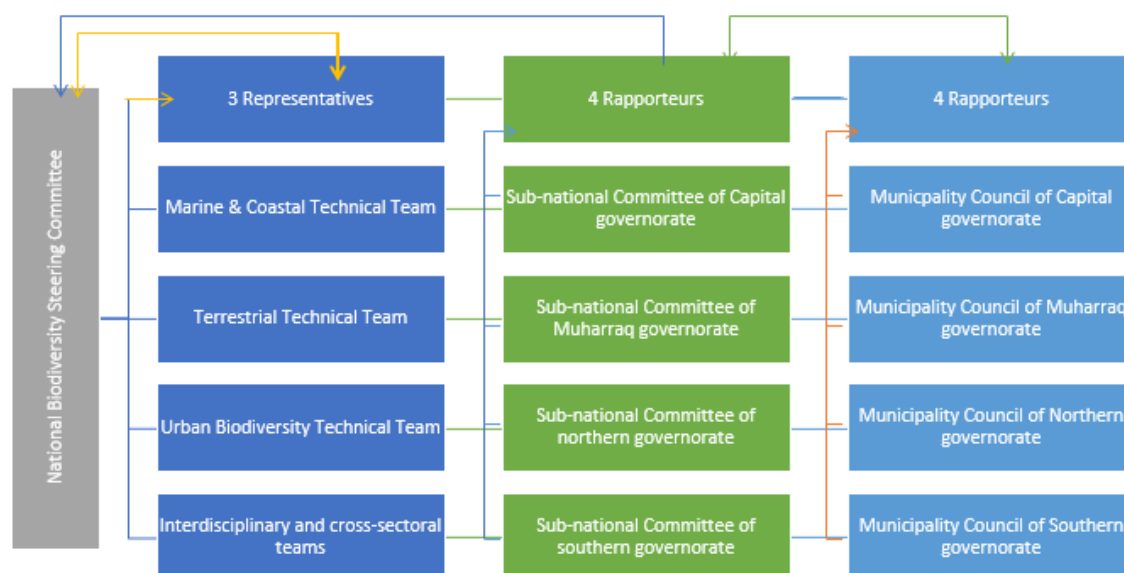 National Biodiversity Steering Committee
3 Representatives
4 Rapporteurs
4 Rapporteurs
Marine & Coastal Technical Team
Sub-national Committee of Capital
governorate
Municpality Council of Capital
governorate
Terrestrial Technical Team
Sub-national Committee of
Muharraq governorate
Municipality Council of Muharraq
governorate
Urban Biodiversity Technical Team
Sub-national Committee of
northern governorate
Municipality Council of Northern
governorate
Interdisciplinary and cross-sectoral
teams
Sub-national Committee of
southern governorate
Municipality Council of Southern
governorate